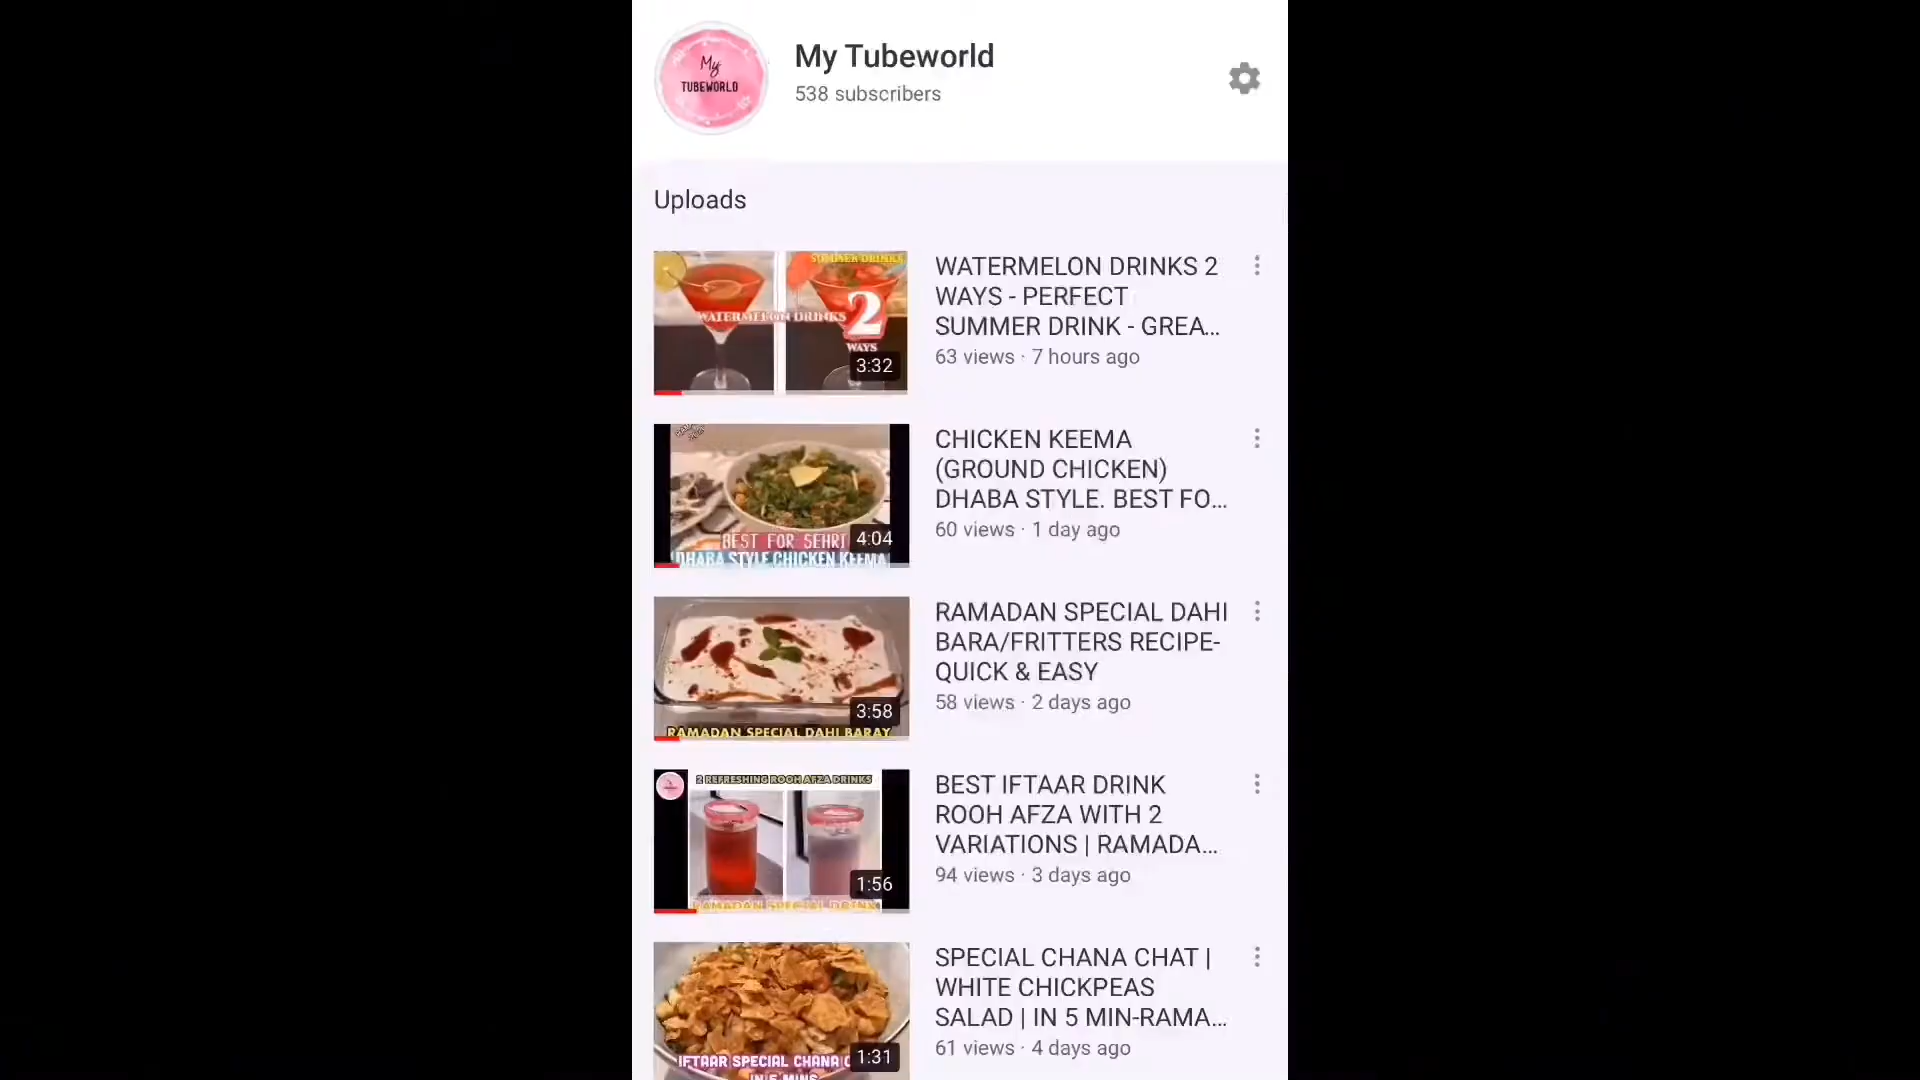 My
TUBEWORLD
My Tubeworld
538 subscribers
Uploads
SUMMER DRINKS
WATERMELON DRINKS
2
WAYS
3:32
WATERMELON DRINKS 2
WAYS - PERFECT
SUMMER DRINK - GREA...
63 views · 7 hours ago
BEST FOR SEHRI
DHABA STYLE CHICKEN KEEMA
4:04
CHICKEN KEEMA
(GROUND CHICKEN)
DHABA STYLE. BEST FO...
60 views · 1 day ago
3:58
RAMADAN SPECIAL DAHI BARAY
RAMADAN SPECIAL DAHI
BARA/FRITTERS RECIPE-
QUICK & EASY
58 views · 2 days ago
2 REFRESHING ROOH AFZA DRINKS
1:56
RAMADAN SPECIAL DRINK
BEST IFTAAR DRINK
ROOH AFZA WITH 2
VARIATIONS | RAMADA...
94 views · 3 days ago
IFTAAR SPECIAL CHANA C
1:31
IN 5 MINS
SPECIAL CHANA CHAT |
WHITE CHICKPEAS
SALAD | IN 5 MIN-RAMA...
61 views · 4 days ago